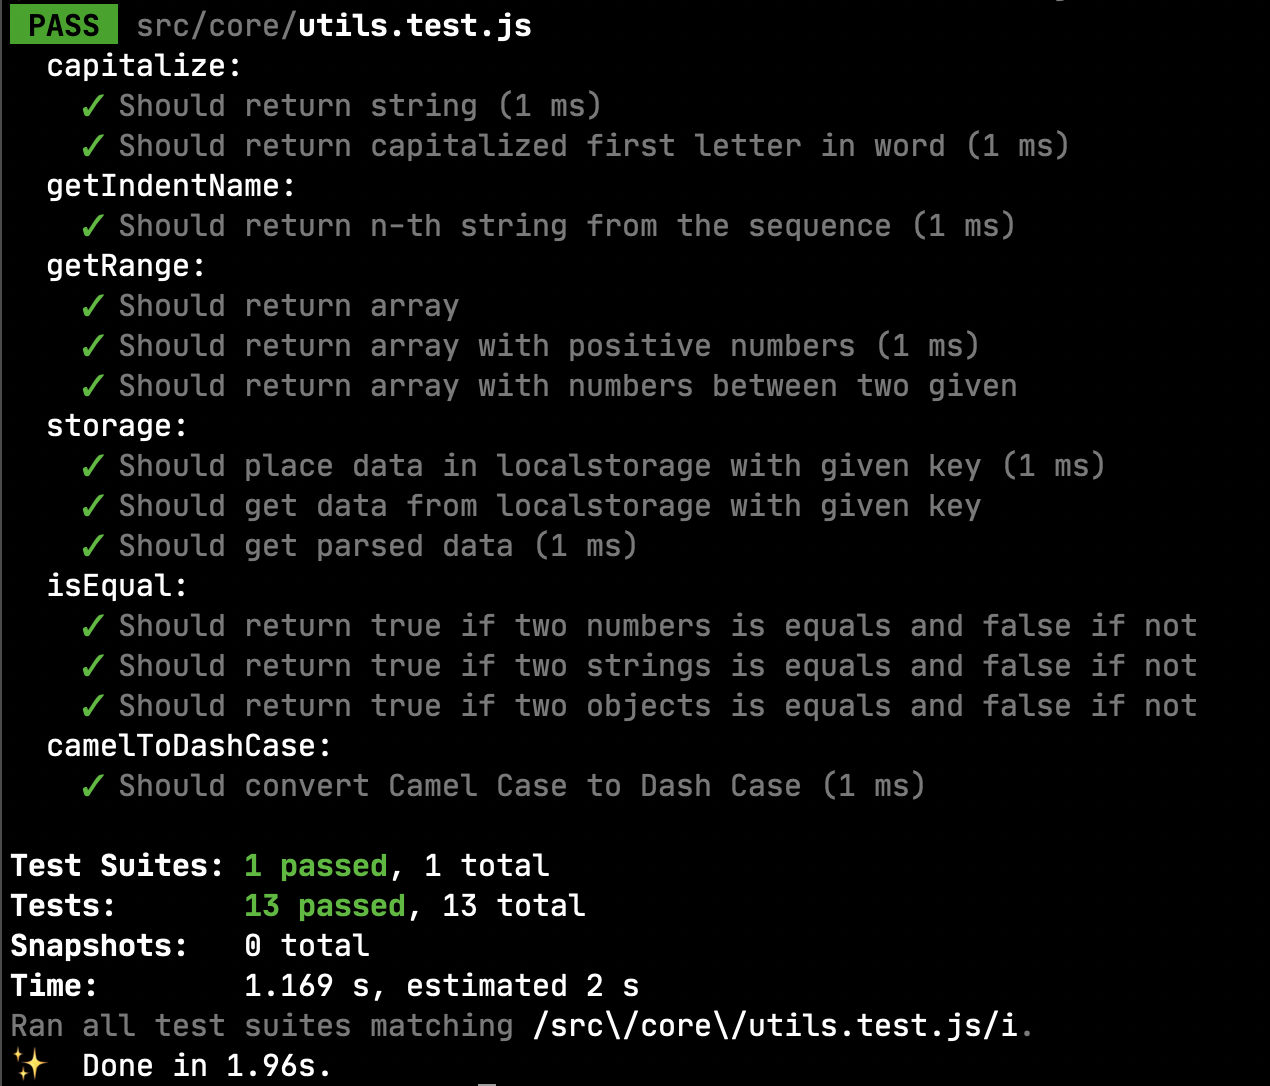 PASS src/core/utils.test.js
capitalize:
✓ Should return string (1 ms)
✓ Should return capitalized first letter in word (1 ms)
getIndentName:
✓ Should return n-th string from the sequence (1 ms)
getRange:
✓ Should return array
✓ Should return array with positive numbers (1 ms)
✓ Should return array with numbers between two given
storage:
✓ Should place data in localstorage with given key (1 ms)
✓ Should get data from localstorage with given key
✓ Should get parsed data (1 ms)
isEqual:
✓ Should return true if two numbers is equals and false if not
✓ Should return true if two strings is equals and false if not
✓ Should return true if two objects is equals and false if not
camelToDashCase:
✓ Should convert Camel Case to Dash Case (1 ms)
Test Suites: 1 passed, 1 total
Tests: 13 passed, 13 total
Snapshots: 0 total
Time: 1.169 s, estimated 2 s
Ran all test suites matching /src\/core\/utils.test.js/i.
✨ Done in 1.96s.